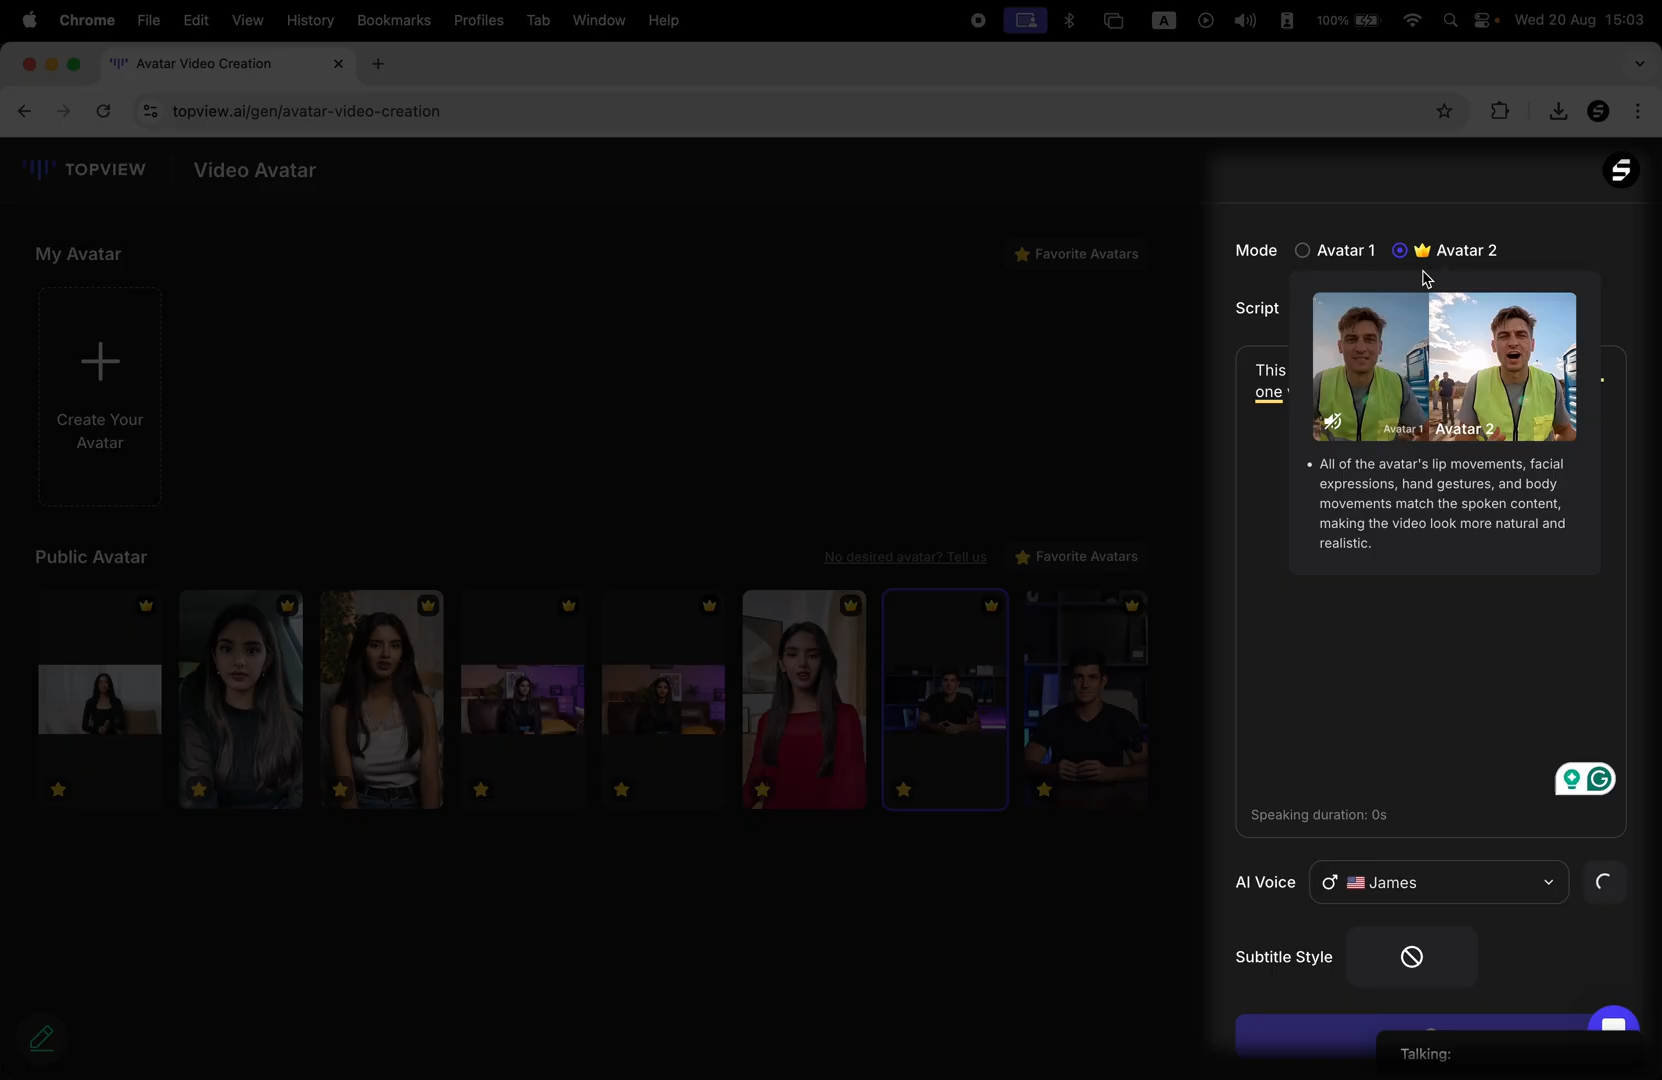 Chrome File Edit View History Bookmarks Profiles Tab Window Help
A 100% Wed 20 Aug 15:03
Avatar Video Creation
topview.ai/gen/avatar-video-creation
TOPVIEW Video Avatar
My Avatar
Favorite Avatars
Create Your
Avatar
Public Avatar
No desired avatar? Tell us
Favorite Avatars
Mode Avatar 1 Avatar 2
Script
This
one
Avatar 1 Avatar 2
• All of the avatar's lip movements, facial
expressions, hand gestures, and body
movements match the spoken content,
making the video look more natural and
realistic.
Speaking duration: 0s
AI Voice James
Subtitle Style
Talking: